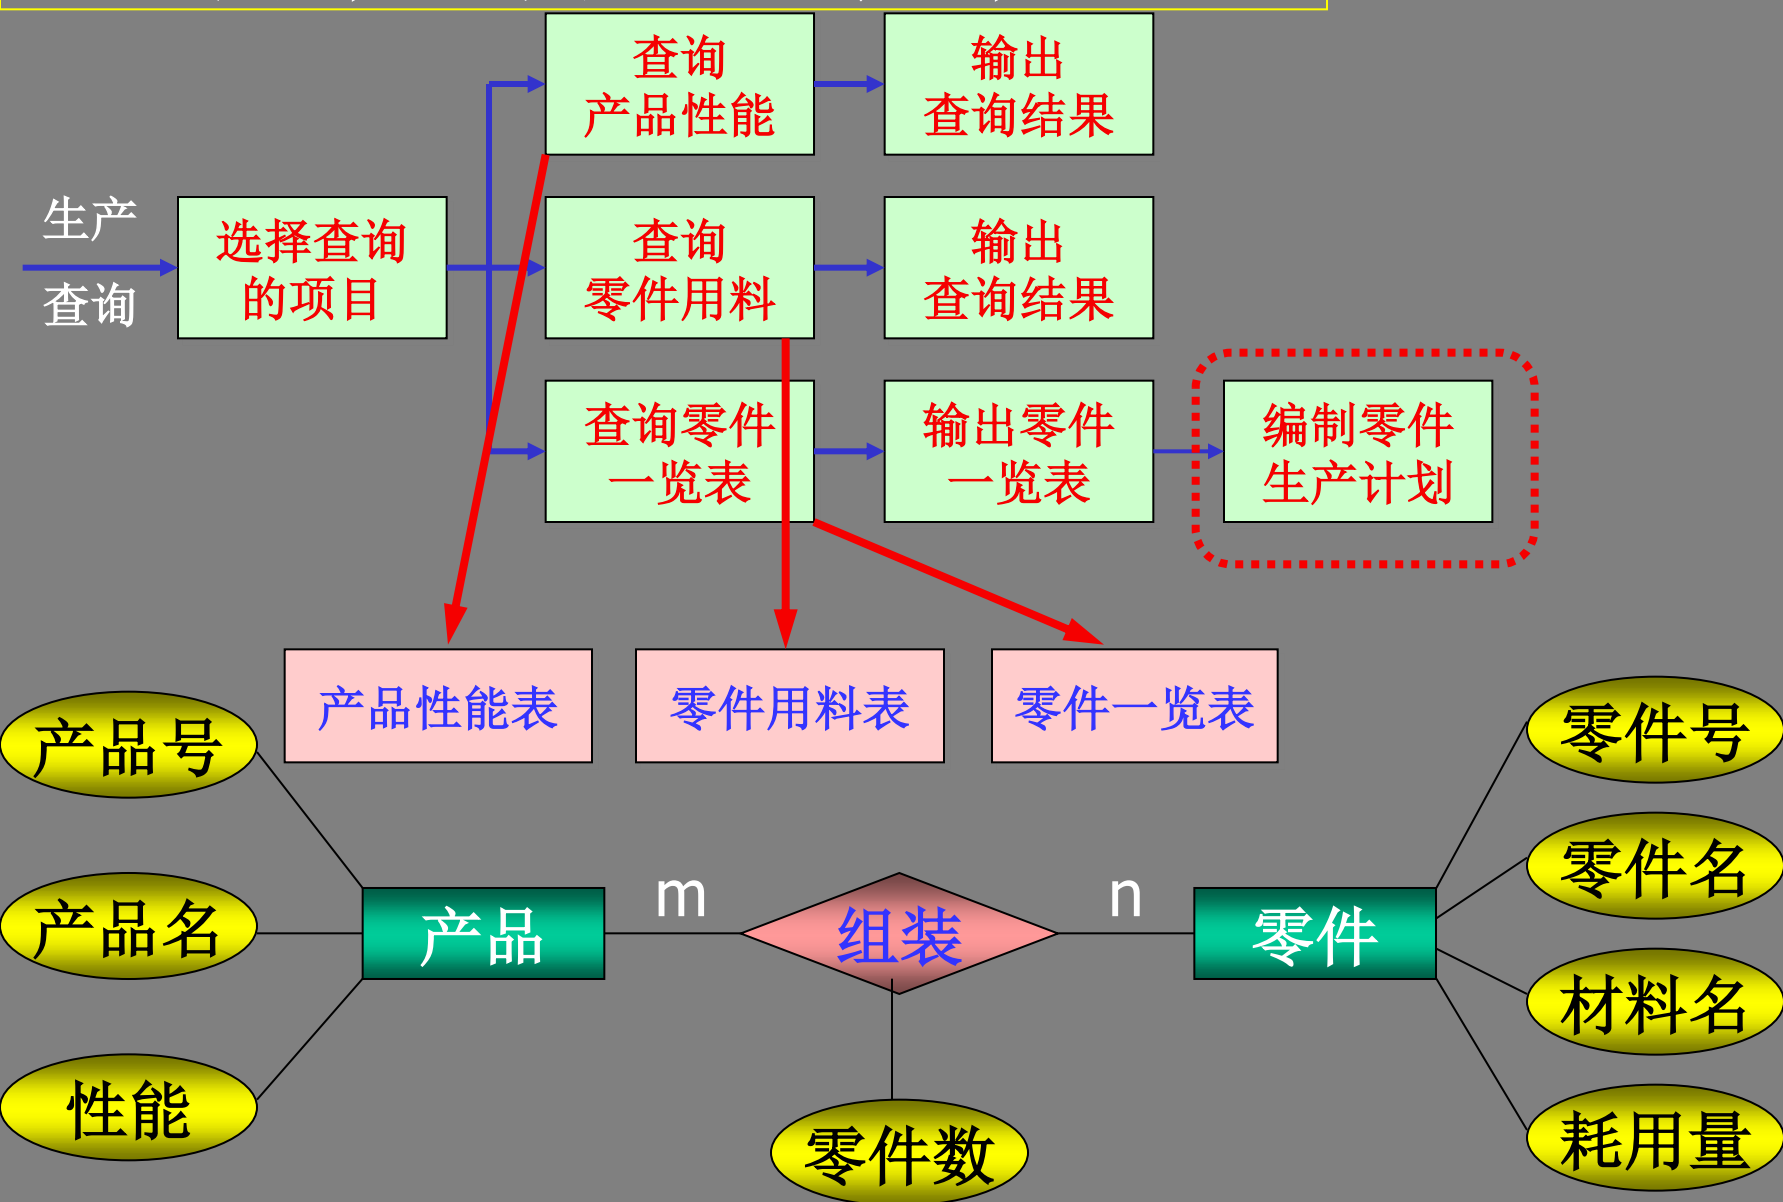 查询
产品性能
输出
查询结果
生产
查询
选择查询
的项目
查询
零件用料
输出
查询结果
查询零件
一览表
输出零件
一览表
编制零件
生产计划
产品性能表
零件用料表
零件一览表
产品号
产品名
性能
产品
m
组装
n
零件
零件数
零件号
零件名
材料名
耗用量